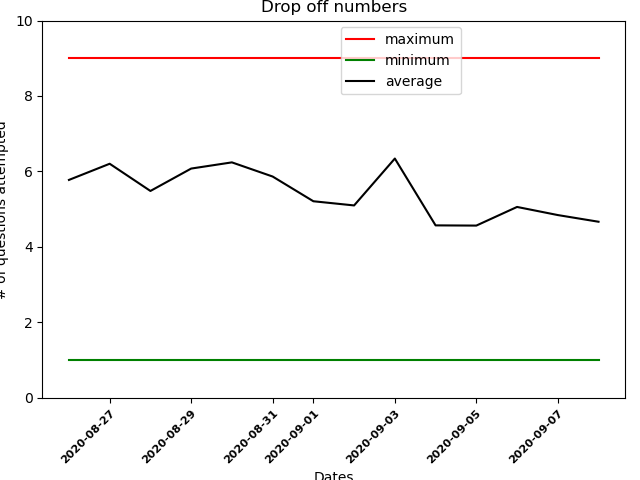 Drop off numbers
maximum
minimum
average
# of questions attempted
10
8
6
4
2
0
2020-08-27
2020-08-29
2020-08-31
2020-09-01
2020-09-03
2020-09-05
2020-09-07
Dates